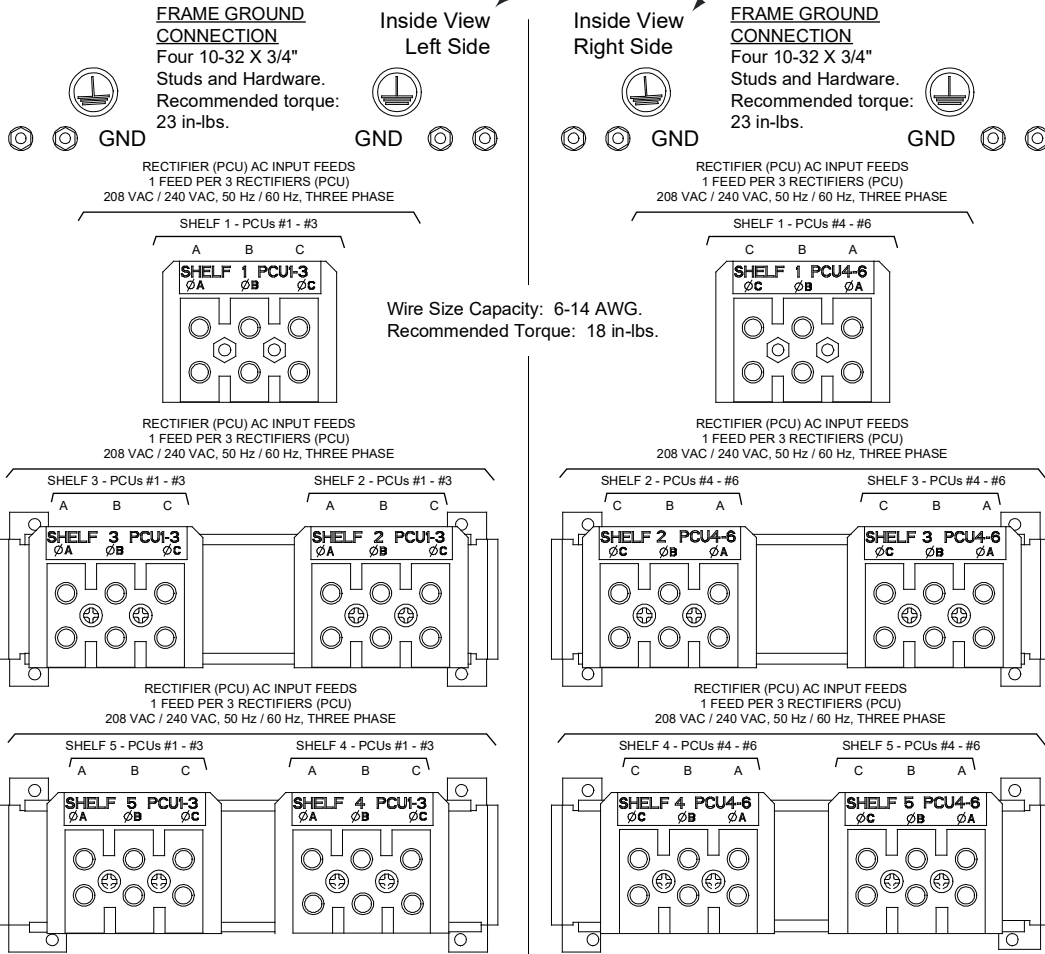 FRAME GROUND
CONNECTION
Four 10-32 X 3/4"
Studs and Hardware.
Recommended torque:
23 in-lbs.
Inside View
Left Side
GND
GND
RECTIFIER (PCU) AC INPUT FEEDS
1 FEED PER 3 RECTIFIERS (PCU)
208 VAC / 240 VAC, 50 Hz / 60 Hz, THREE PHASE
SHELF 1 - PCUs #1 - #3
A B C
SHELF 1 PCU1-3
ØA ØB ØC
Inside View
Right Side
FRAME GROUND
CONNECTION
Four 10-32 X 3/4"
Studs and Hardware.
Recommended torque:
23 in-lbs.
GND
GND
RECTIFIER (PCU) AC INPUT FEEDS
1 FEED PER 3 RECTIFIERS (PCU)
208 VAC / 240 VAC, 50 Hz / 60 Hz, THREE PHASE
SHELF 1 - PCUs #4 - #6
C B A
SHELF 1 PCU4-6
ØC ØB ØA
Wire Size Capacity: 6-14 AWG.
Recommended Torque: 18 in-lbs.
RECTIFIER (PCU) AC INPUT FEEDS
1 FEED PER 3 RECTIFIERS (PCU)
208 VAC / 240 VAC, 50 Hz / 60 Hz, THREE PHASE
SHELF 3 - PCUs #1 - #3
A B C
SHELF 3 PCU1-3
ØA ØB ØC
SHELF 2 - PCUs #1 - #3
A B C
SHELF 2 PCU1-3
ØA ØB ØC
RECTIFIER (PCU) AC INPUT FEEDS
1 FEED PER 3 RECTIFIERS (PCU)
208 VAC / 240 VAC, 50 Hz / 60 Hz, THREE PHASE
SHELF 2 - PCUs #4 - #6
C B A
SHELF 2 PCU4-6
ØC ØB ØA
SHELF 3 - PCUs #4 - #6
C B A
SHELF 3 PCU4-6
ØC ØB ØA
RECTIFIER (PCU) AC INPUT FEEDS
1 FEED PER 3 RECTIFIERS (PCU)
208 VAC / 240 VAC, 50 Hz / 60 Hz, THREE PHASE
SHELF 5 - PCUs #1 - #3
A B C
SHELF 5 PCU1-3
ØA ØB ØC
SHELF 4 - PCUs #1 - #3
A B C
SHELF 4 PCU1-3
ØA ØB ØC
RECTIFIER (PCU) AC INPUT FEEDS
1 FEED PER 3 RECTIFIERS (PCU)
208 VAC / 240 VAC, 50 Hz / 60 Hz, THREE PHASE
SHELF 4 - PCUs #4 - #6
C B A
SHELF 4 PCU4-6
ØC ØB ØA
SHELF 5 - PCUs #4 - #6
C B A
SHELF 5 PCU4-6
ØC ØB ØA